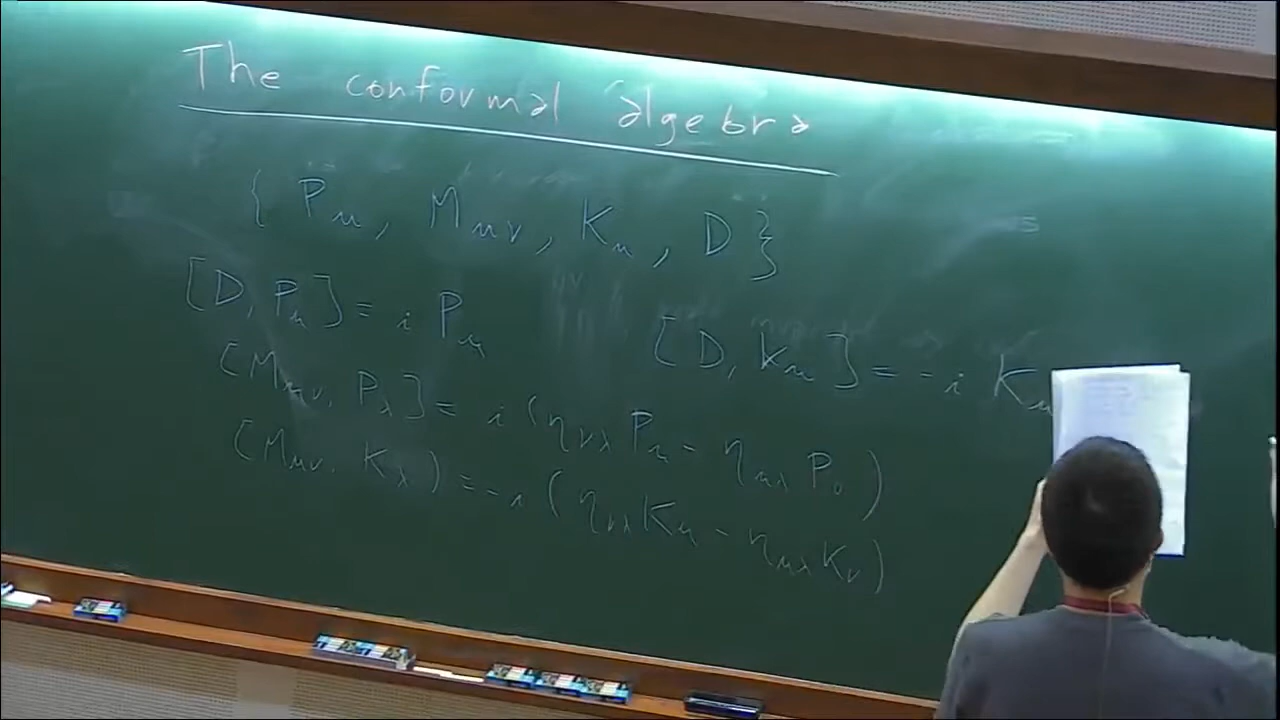 The conformal algebra
{ P_μ, M_μν, K_μ, D }
[D, P_μ] = i P_μ
[D, K_μ] = -i K_μ
[M_μν, P_λ] = i (η_νλ P_μ - η_μλ P_υ)
[M_μν, K_λ] = -i (η_νλ K_μ - η_μλ K_ν)